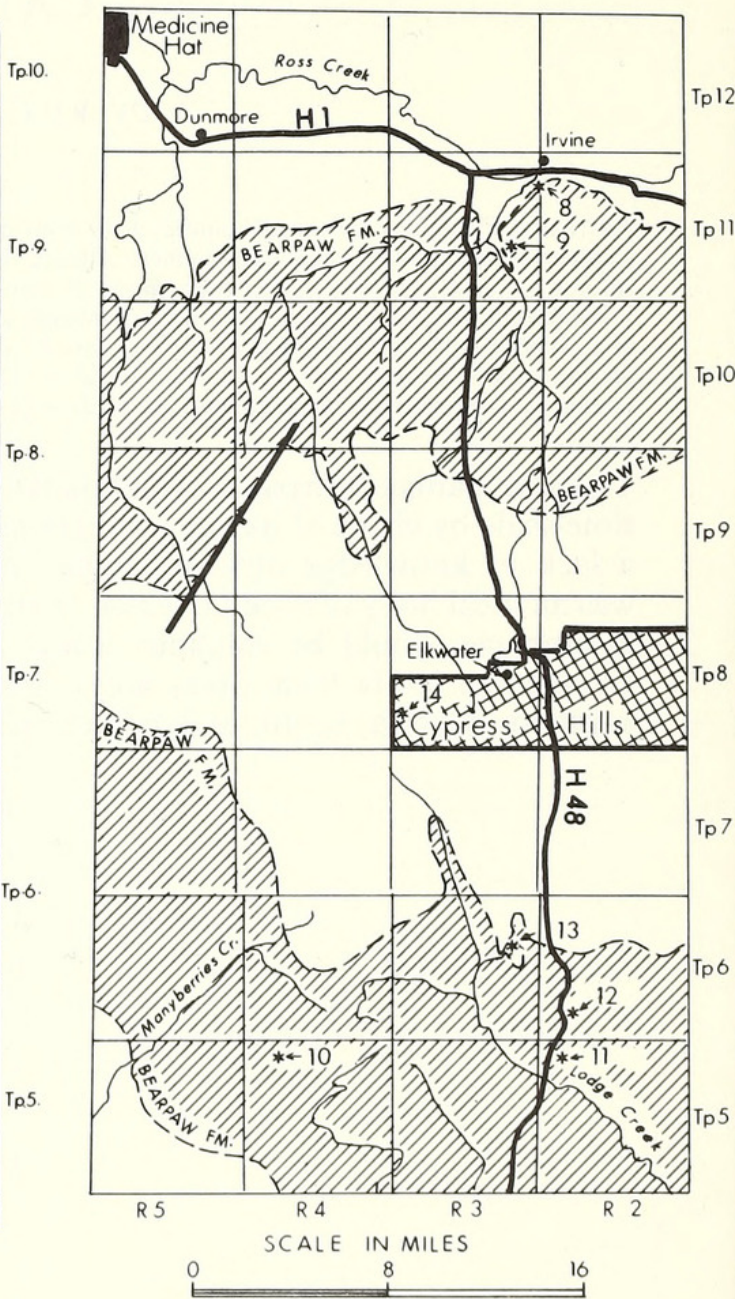 Medicine
Hat
Ross Creek
Tp.10.
Tp 12
Dunmore
H 1
Irvine
8
Tp 11
Tp.9.
BEARPAW FM.
9
Tp10
Tp.8.
BEARPAW FM.
Tp9
Elkwater
Tp.7.
Tp8
14
Cypress Hills
BEARPAW
FM.
H 48
Tp7
Tp.6.
13
Manyberries Cr.
Tp6
12
10
11
BEARPAW FM.
Lodge Creek
Tp.5.
Tp5
R 5
R 4
R 3
R 2
SCALE IN MILES
0
8
16